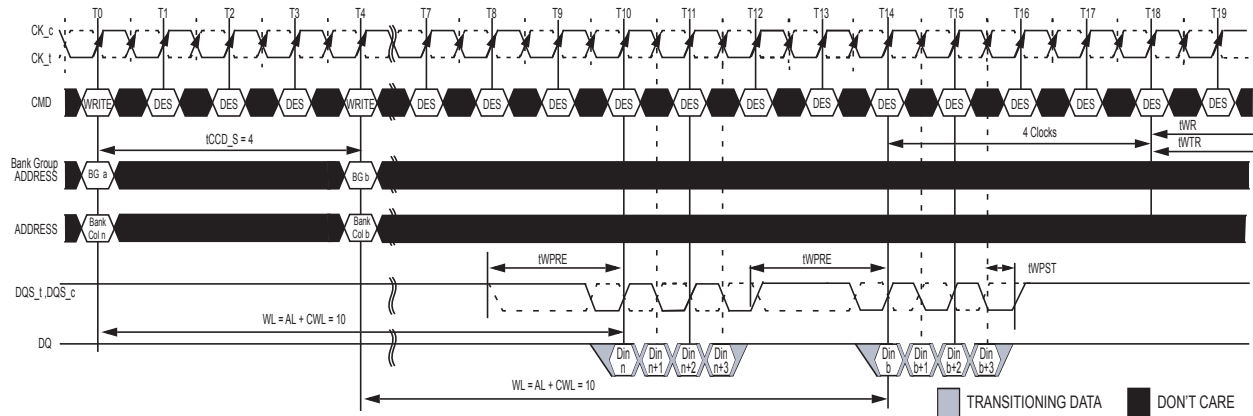 T0 T1 T2 T3 T4 T7 T8 T9 T10 T11 T12 T13 T14 T15 T16 T17 T18 T19
CK_c
CK_t
CMD WRITE DES DES DES WRITE DES DES DES DES DES DES DES DES DES DES DES DES DES
tCCD_S = 4
4 Clocks
tWR
tWTR
Bank Group
ADDRESS
BG a
BG b
ADDRESS
Bank
Col n
Bank
Col b
tWPRE
tWPRE
tWPST
DQS_t ,DQS_c
WL = AL + CWL = 10
DQ
Din
n
Din
n+1
Din
n+2
Din
n+3
Din
b
Din
b+1
Din
b+2
Din
b+3
WL = AL + CWL = 10
TRANSITIONING DATA
DON'T CARE